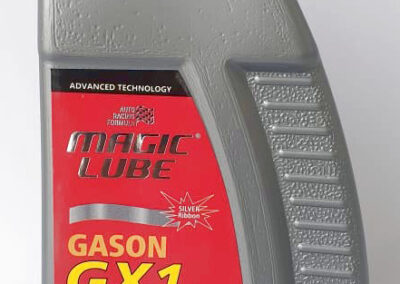 ADVANCED TECHNOLOGY
AUTO
RACING
FORMULA
MAGIC®
LUBE
SILVER
Ribbon
GASON
GX1